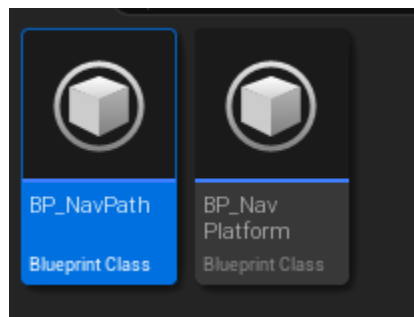 BP_NavPath
Blueprint Class
BP_Nav
Platform
Blueprint Class